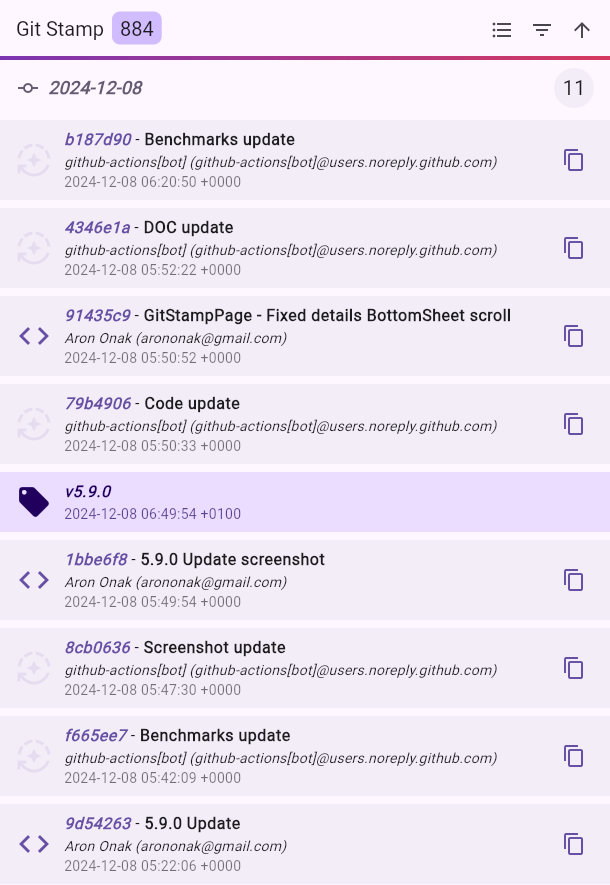 Git Stamp 884
2024-12-08 11
b187d90 - Benchmarks update
github-actions[bot] (github-actions[bot]@users.noreply.github.com)
2024-12-08 06:20:50 +0000
4346e1a - DOC update
github-actions[bot] (github-actions[bot]@users.noreply.github.com)
2024-12-08 05:52:22 +0000
91435c9 - GitStampPage - Fixed details BottomSheet scroll
Aron Onak (arononak@gmail.com)
2024-12-08 05:50:52 +0000
79b4906 - Code update
github-actions[bot] (github-actions[bot]@users.noreply.github.com)
2024-12-08 05:50:33 +0000
v5.9.0
2024-12-08 06:49:54 +0100
1bbe6f8 - 5.9.0 Update screenshot
Aron Onak (arononak@gmail.com)
2024-12-08 05:49:54 +0000
8cb0636 - Screenshot update
github-actions[bot] (github-actions[bot]@users.noreply.github.com)
2024-12-08 05:47:30 +0000
f665ee7 - Benchmarks update
github-actions[bot] (github-actions[bot]@users.noreply.github.com)
2024-12-08 05:42:09 +0000
9d54263 - 5.9.0 Update
Aron Onak (arononak@gmail.com)
2024-12-08 05:22:06 +0000